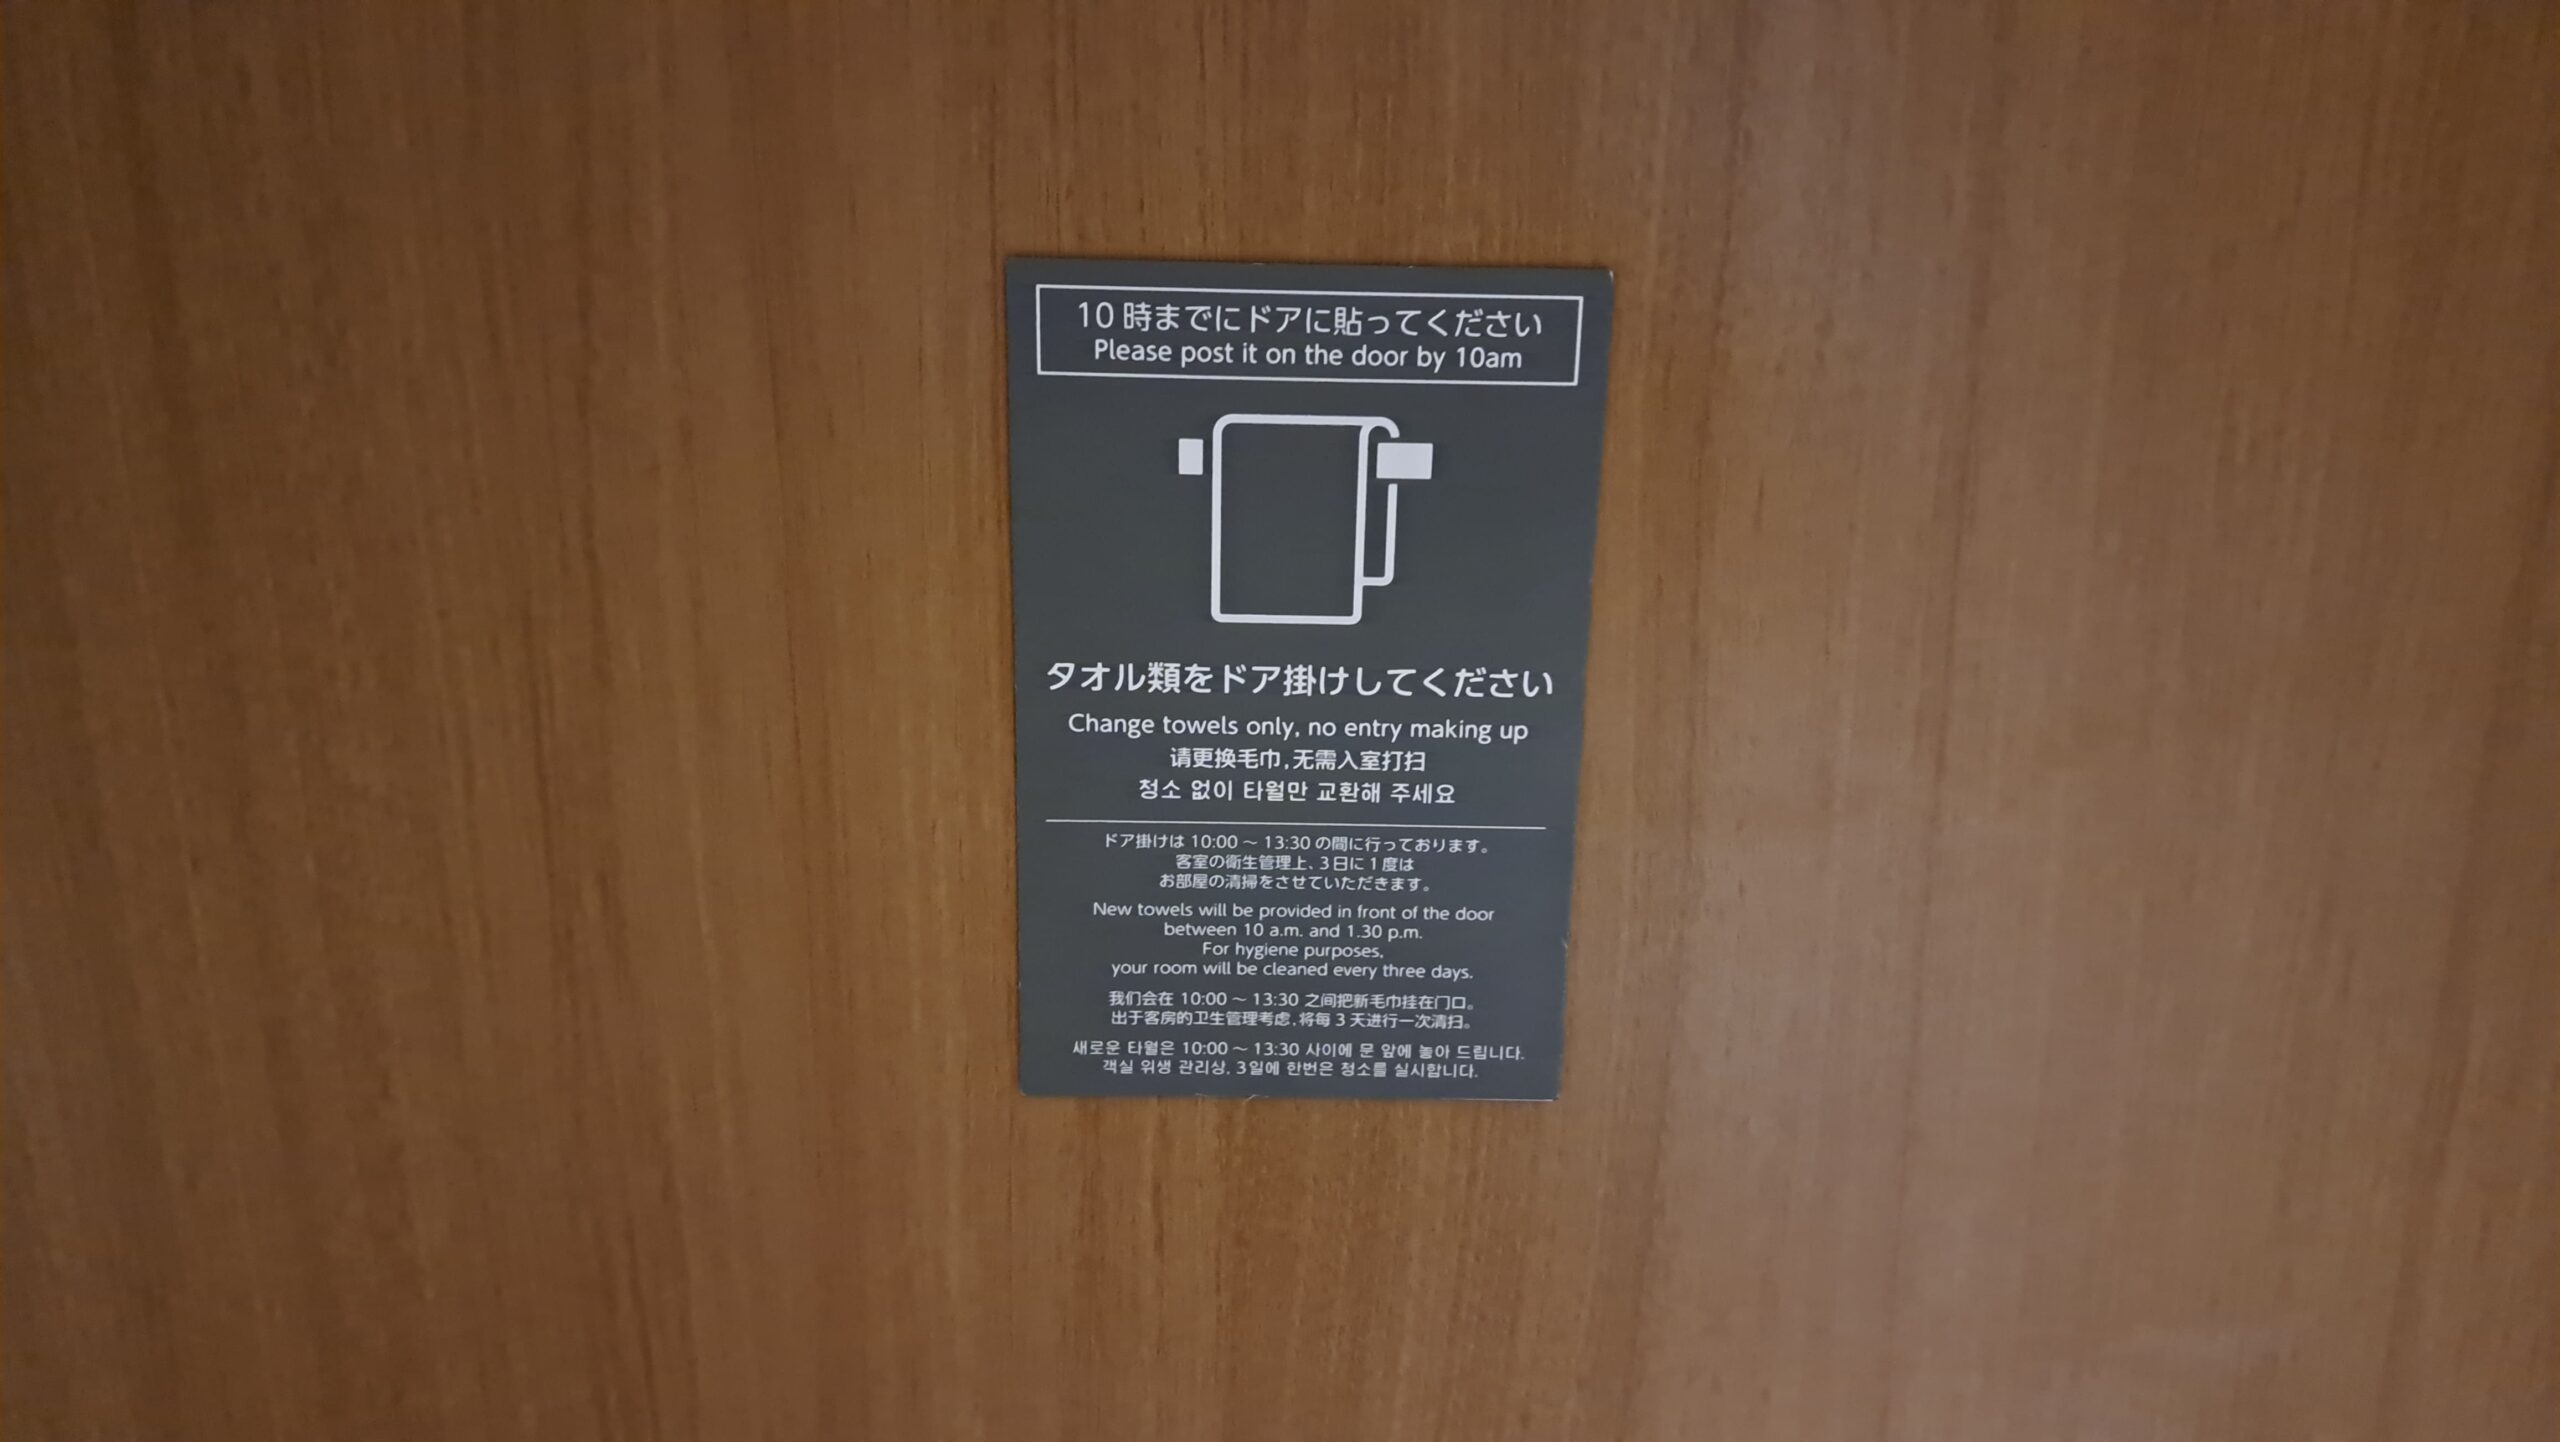 10 時までにドアに貼ってください
Please post it on the door by 10am
タオル類をドア掛けしてください
Change towels only, no entry making up
请更换毛巾,无需入室打扫
청소 없이 타월만 교환해 주세요
ドア掛けは 10:00 ～ 13:30 の間に行っております。
客室の衛生管理上、3日に1度は
お部屋の清掃をさせていただきます。
New towels will be provided in front of the door
between 10 a.m. and 1.30 p.m.
For hygiene purposes,
your room will be cleaned every three days.
我们会在 10:00 ～ 13:30 之间把新毛巾挂在门口。
出于客房的卫生管理考虑,将每3天进行一次清扫。
새로운 타월은 10:00 ～ 13:30 사이에 문 앞에 놓아 드립니다.
객실 위생 관리상, 3일에 한번은 청소를 실시합니다.